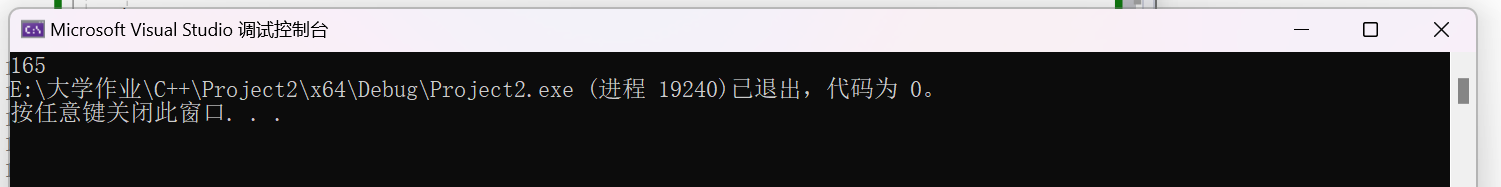 Microsoft Visual Studio 调试控制台
165
E:\大学作业\C++\Project2\x64\Debug\Project2.exe (进程 19240)已退出，代码为 0。
按任意键关闭此窗口. . .